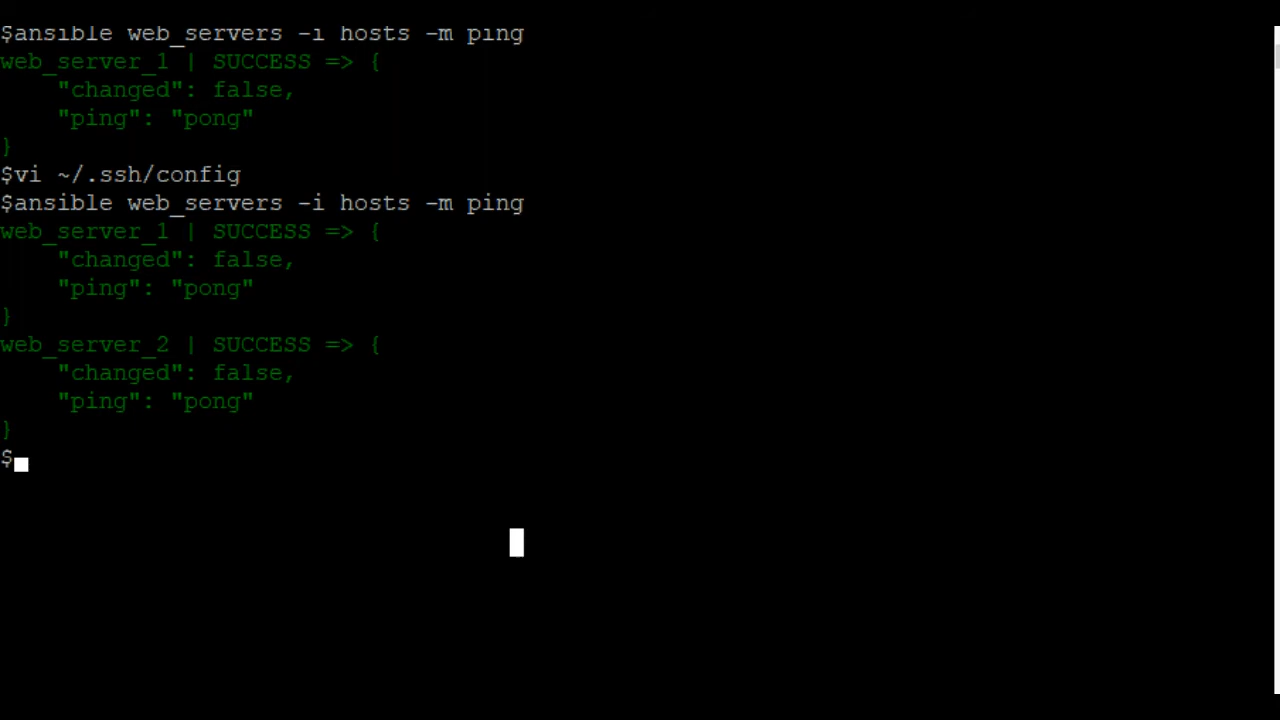 $ansible web_servers -i hosts -m ping
web_server_1 | SUCCESS => {
    "changed": false,
    "ping": "pong"
}
$vi ~/.ssh/config
$ansible web_servers -i hosts -m ping
web_server_1 | SUCCESS => {
    "changed": false,
    "ping": "pong"
}
web_server_2 | SUCCESS => {
    "changed": false,
    "ping": "pong"
}
$